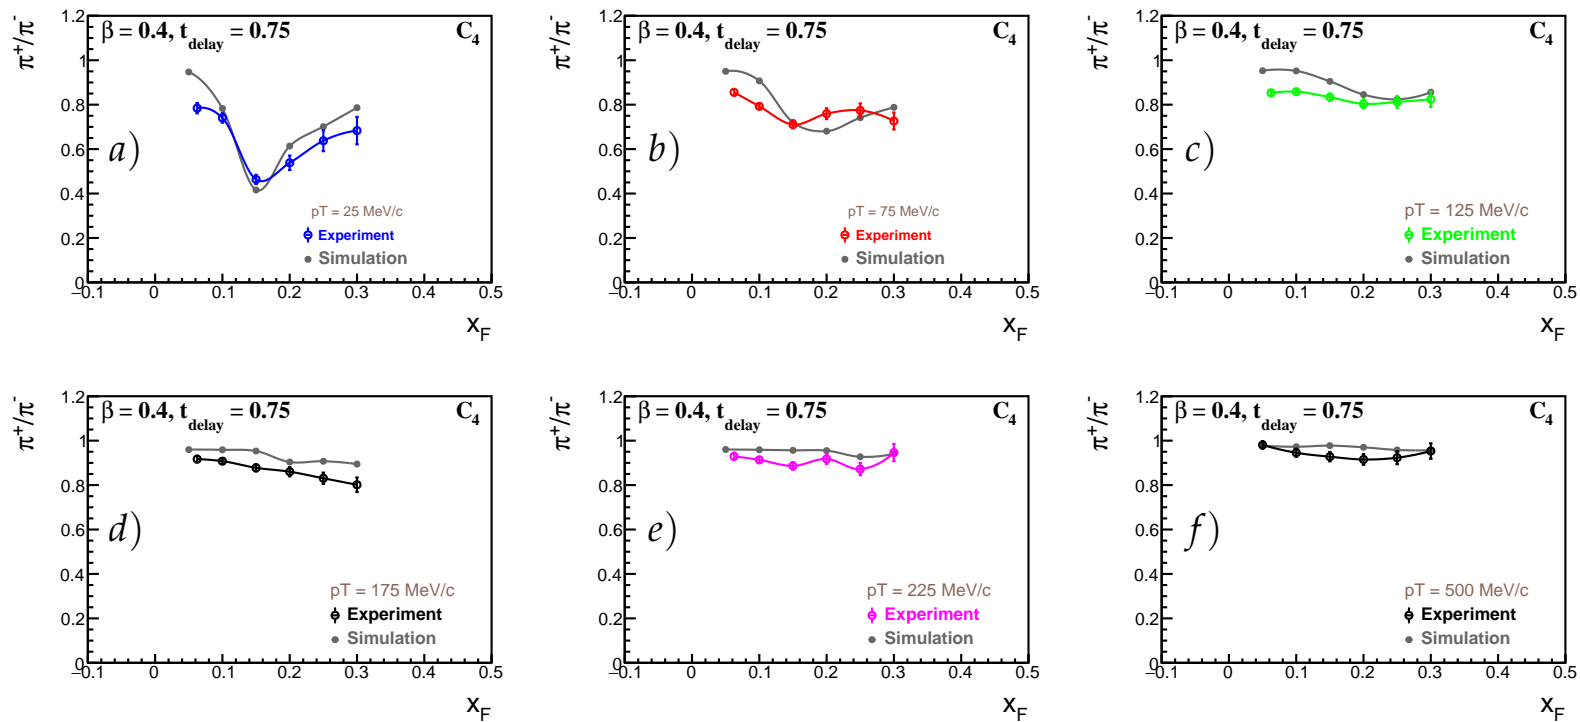 π+/π-
β = 0.4, tdelay = 0.75
C4
1.2
1
0.8
0.6
0.4
0.2
0
a)
pT = 25 MeV/c
Experiment
Simulation
−0.1 0 0.1 0.2 0.3 0.4 0.5
xF
π+/π-
β = 0.4, tdelay = 0.75
C4
1.2
1
0.8
0.6
0.4
0.2
0
b)
pT = 75 MeV/c
Experiment
Simulation
−0.1 0 0.1 0.2 0.3 0.4 0.5
xF
π+/π-
β = 0.4, tdelay = 0.75
C4
1.2
1
0.8
0.6
0.4
0.2
0
c)
pT = 125 MeV/c
Experiment
Simulation
−0.1 0 0.1 0.2 0.3 0.4 0.5
xF
π+/π-
β = 0.4, tdelay = 0.75
C4
1.2
1
0.8
0.6
0.4
0.2
0
d)
pT = 175 MeV/c
Experiment
Simulation
−0.1 0 0.1 0.2 0.3 0.4 0.5
xF
π+/π-
β = 0.4, tdelay = 0.75
C4
1.2
1
0.8
0.6
0.4
0.2
0
e)
pT = 225 MeV/c
Experiment
Simulation
−0.1 0 0.1 0.2 0.3 0.4 0.5
xF
π+/π-
β = 0.4, tdelay = 0.75
C4
1.2
1
0.8
0.6
0.4
0.2
0
f)
pT = 500 MeV/c
Experiment
Simulation
−0.1 0 0.1 0.2 0.3 0.4 0.5
xF